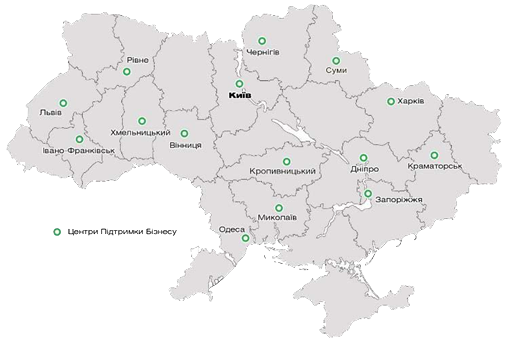 Чернігів
Рівне
Суми
Київ
Харків
Львів
Хмельницький
Вінниця
Івано-Франківськ
Дніпро
Краматорськ
Кропивницький
Запоріжжя
Миколаїв
Одеса
Центри Підтримки Бізнесу